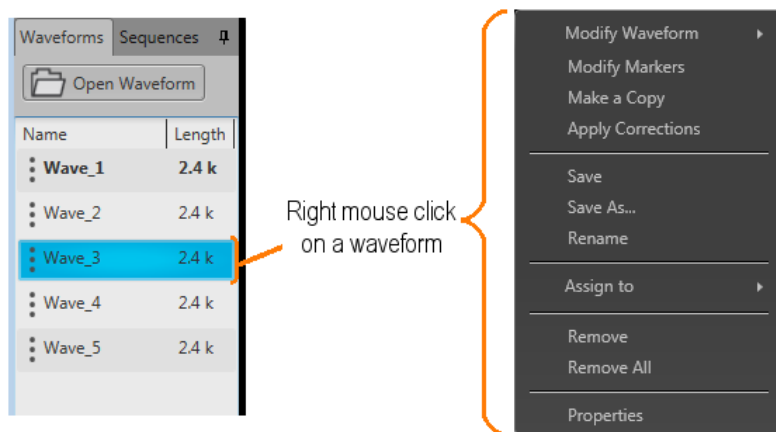 Waveforms Sequences
Open Waveform
Name Length
Wave_1 2.4 k
Wave_2 2.4 k
Wave_3 2.4 k
Wave_4 2.4 k
Wave_5 2.4 k
Right mouse click
on a waveform
Modify Waveform
Modify Markers
Make a Copy
Apply Corrections
Save
Save As...
Rename
Assign to
Remove
Remove All
Properties